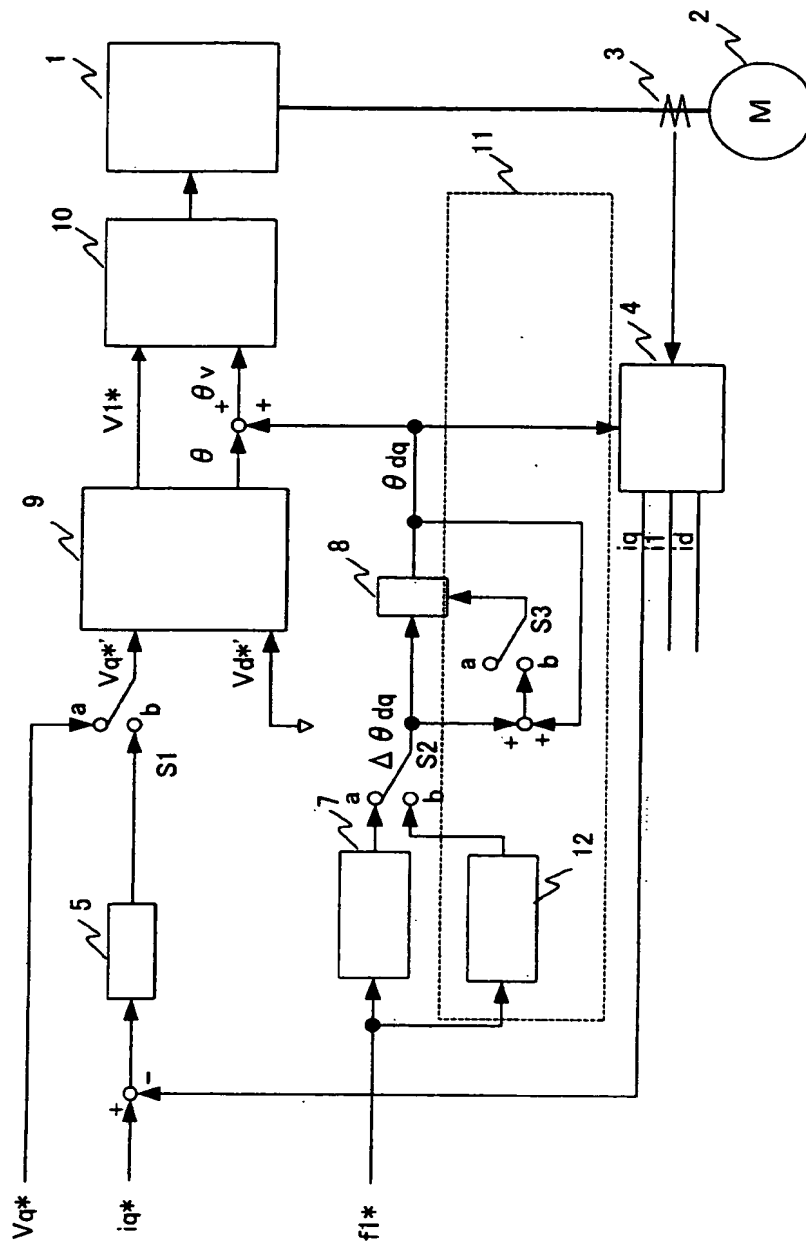 1
2
3
M
10
11
4
V1*
θv
+
+
θ
θdq
9
8
iq
i1
id
Vq*'
Vd*'
a
b
S1
S3
a
b
Δθdq
S2
+
+
a
b
7
12
5
+
-
Vq*
iq*
f1*